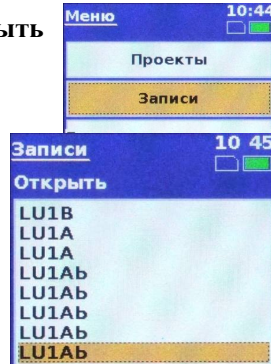 ыть
Меню 10:44
Проекты
Записи
Записи 10 45
Открыть
LU1B
LU1A
LU1A
LU1Ab
LU1Ab
LU1Ab
LU1Ab
LU1Ab